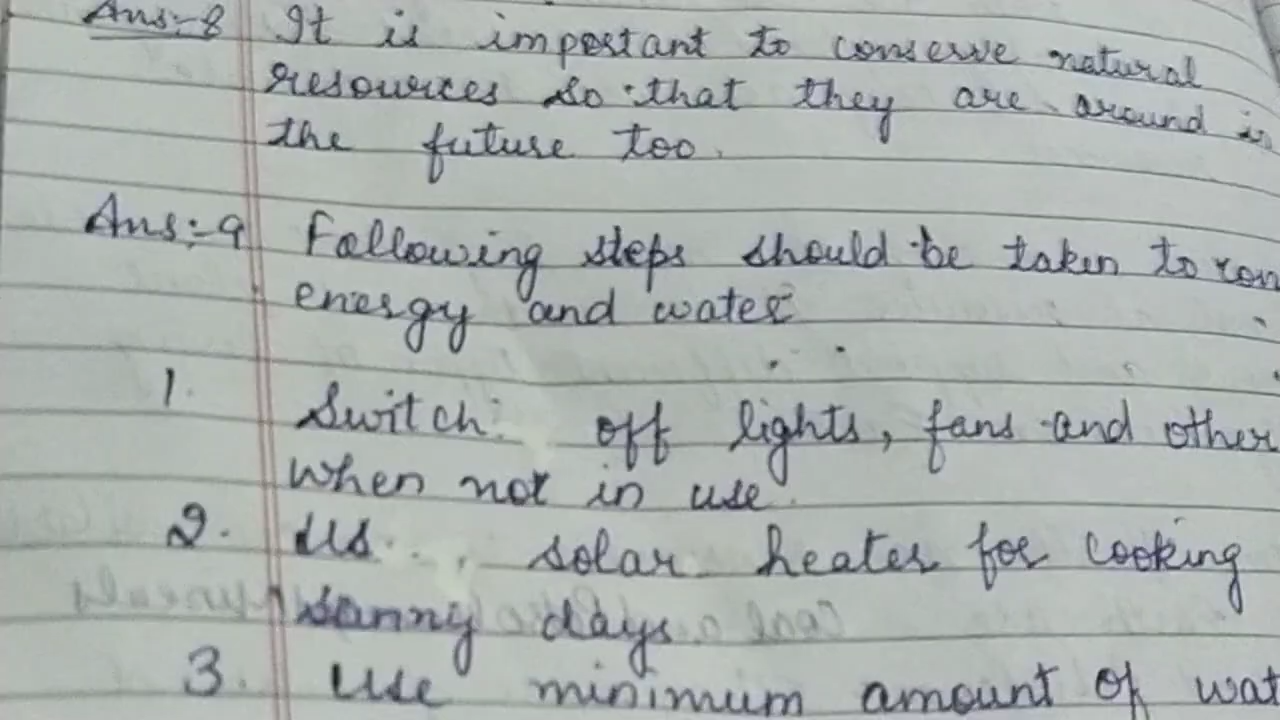 Ans:-8 It is important to conserve natural
resources so that they are around in
the future too.
Ans:-9 Following steps should be taken to con
energy and water
1. Switch off lights, fans and other
when not in use.
2. Us solar heater for cooking
sunny days
3. use minimum amount of wat